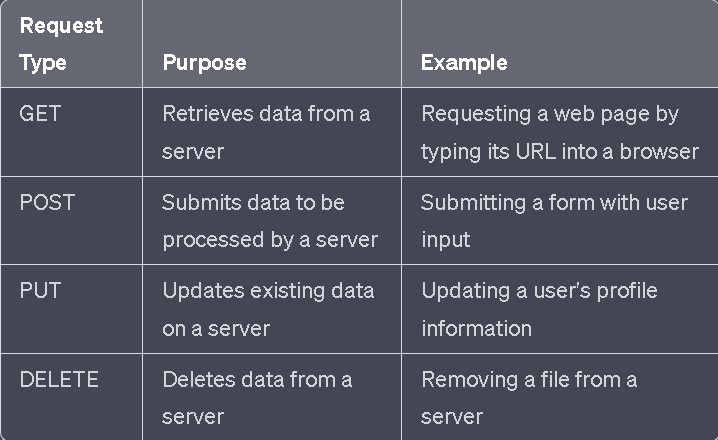 Request
Type
Purpose
Example
GET
Retrieves data from a
server
Requesting a web page by
typing its URL into a browser
POST
Submits data to be
processed by a server
Submitting a form with user
input
PUT
Updates existing data
on a server
Updating a user's profile
information
DELETE
Deletes data from a
server
Removing a file from a
server